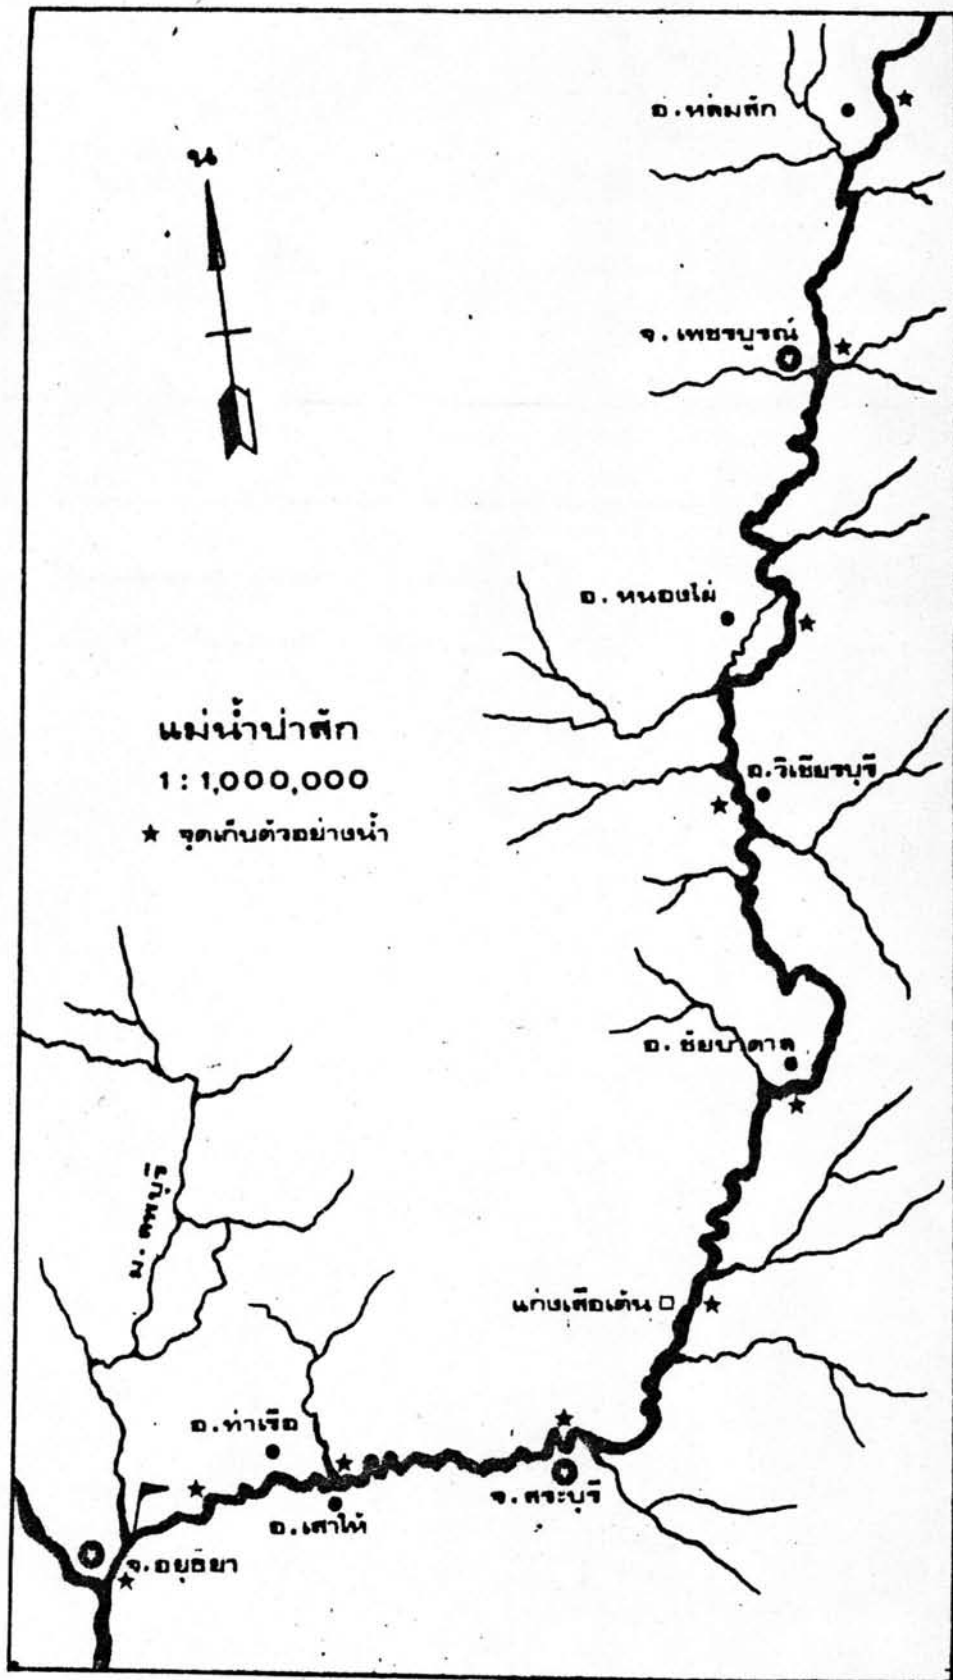 อ.หล่มสัก
น
จ.เพชรบูรณ์
อ.หนองไผ่
แม่น้ำป่าสัก
1:1,000,000
อ.วิเชียรบุรี
★ จุดเก็บตัวอย่างน้ำ
อ.ชัยบาดาล
ม.ลพบุรี
แก่งเสือเต้น
อ.ท่าเรือ
จ.สระบุรี
อ.เสาไห้
จ.อยุธยา